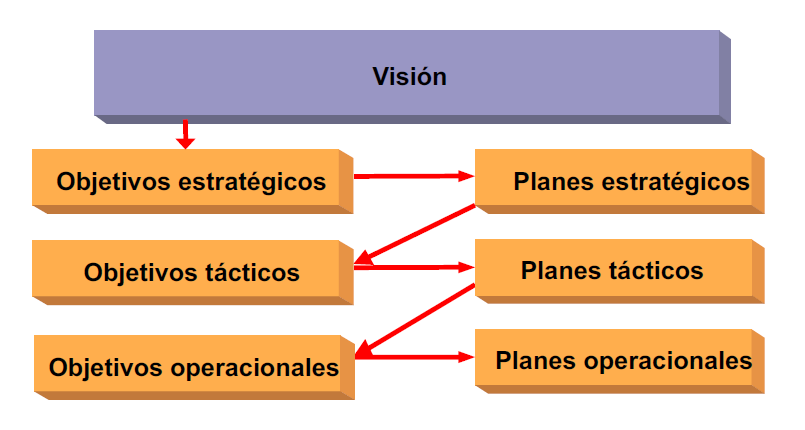 Visión
Objetivos estratégicos
Planes estratégicos
Objetivos tácticos
Planes tácticos
Objetivos operacionales
Planes operacionales